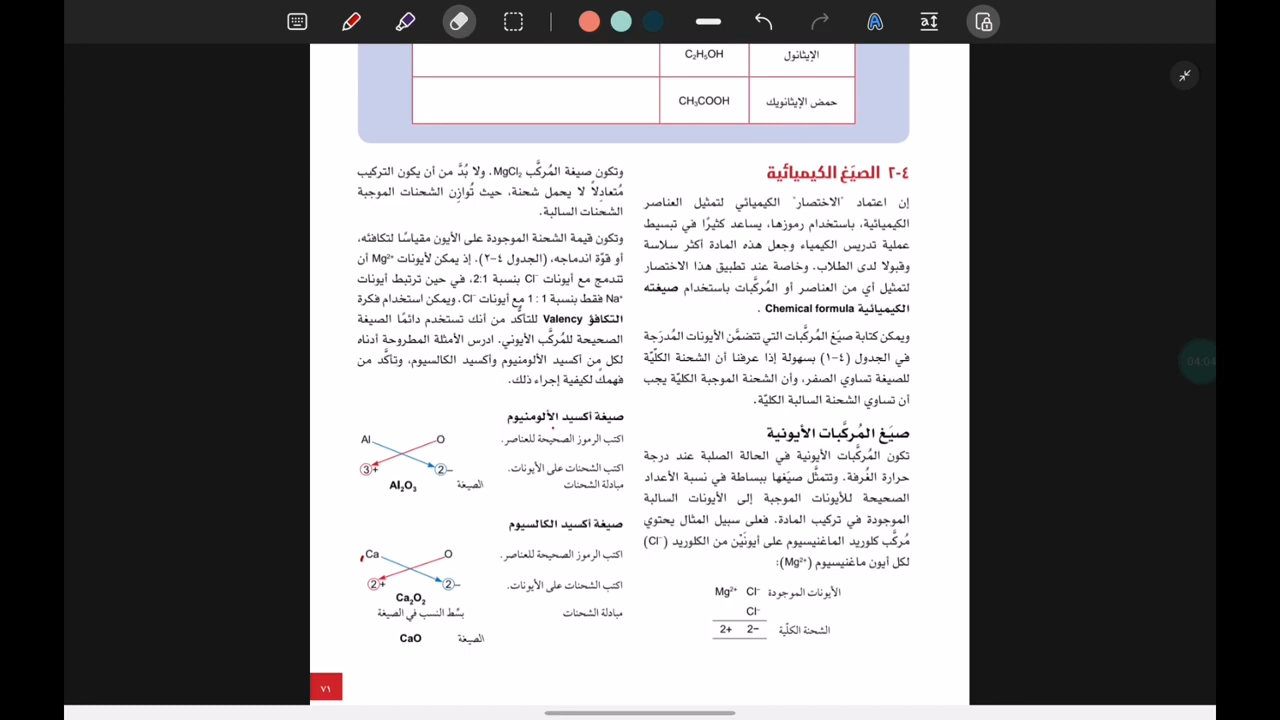 الإيثانول C₂H₅OH
حمض الإيثانويك CH₃COOH
٤-٢ الصيَغ الكيميائية
إن اعتماد "الاختصار" الكيميائي لتمثيل العناصر
الكيميائية، باستخدام رموزها، يساعد كثيرًا في تبسيط
عملية تدريس الكيمياء وجعل هذه المادة أكثر سلاسة
وقبولا لدى الطلاب. وخاصة عند تطبيق هذا الاختصار
لتمثيل أي من العناصر أو المُركَّبات باستخدام صيغته
الكيميائية Chemical formula .
ويمكن كتابة صيَغ المُركَّبات التي تتضمَّن الأيونات المُدرَجة
في الجدول (٤-١) بسهولة إذا عرفنا أن الشحنة الكلّيّة
للصيغة تساوي الصفر، وأن الشحنة الموجبة الكليّة يجب
أن تساوي الشحنة السالبة الكليّة.
صيَغ المُركَّبات الأيونية
تكون المُركَّبات الأيونية في الحالة الصلبة عند درجة
حرارة الغُرفة. وتتمثَّل صيَغها ببساطة في نسبة الأعداد
الصحيحة للأيونات الموجبة إلى الأيونات السالبة
الموجودة في تركيب المادة. فعلى سبيل المثال يحتوي
مُركَّب كلوريد الماغنيسيوم على أيونَيْن من الكلوريد (Cl⁻)
لكل أيون ماغنيسيوم (Mg²⁺):
الأيونات الموجودة Mg²⁺ Cl⁻
Cl⁻
الشحنة الكلّية 2+ 2−
وتكون صيغة المُركَّب MgCl₂. ولا بُدَّ من أن يكون التركيب
مُتعادِلاً لا يحمل شحنة، حيث تُوازِن الشحنات الموجبة
الشحنات السالبة.
وتكون قيمة الشحنة الموجودة على الأيون مقياسًا لتكافئه،
أو قوّة اندماجه، (الجدول ٤-٢). إذ يمكن لأيونات Mg²⁺ أن
تندمج مع أيونات Cl⁻ بنسبة 2:1، في حين ترتبط أيونات
Na⁺ فقط بنسبة 1 : 1 مع أيونات Cl⁻. ويمكن استخدام فكرة
التكافؤ Valency للتأكُّد من أنك تستخدم دائمًا الصيغة
الصحيحة للمُركَّب الأيوني. ادرس الأمثلة المطروحة أدناه
لكل من أكسيد الألومنيوم وأكسيد الكالسيوم، وتأكَّد من
فهمك لكيفية إجراء ذلك.
صيغة أكسيد الألومنيوم
اكتب الرموز الصحيحة للعناصر. Al O
اكتب الشحنات على الأيونات. 3+ 2−
مبادلة الشحنات
الصيغة Al₂O₃
صيغة أكسيد الكالسيوم
اكتب الرموز الصحيحة للعناصر. Ca O
اكتب الشحنات على الأيونات. 2+ 2−
Ca₂O₂
مبادلة الشحنات بسِّط النسب في الصيغة
الصيغة CaO
٧١
04:04